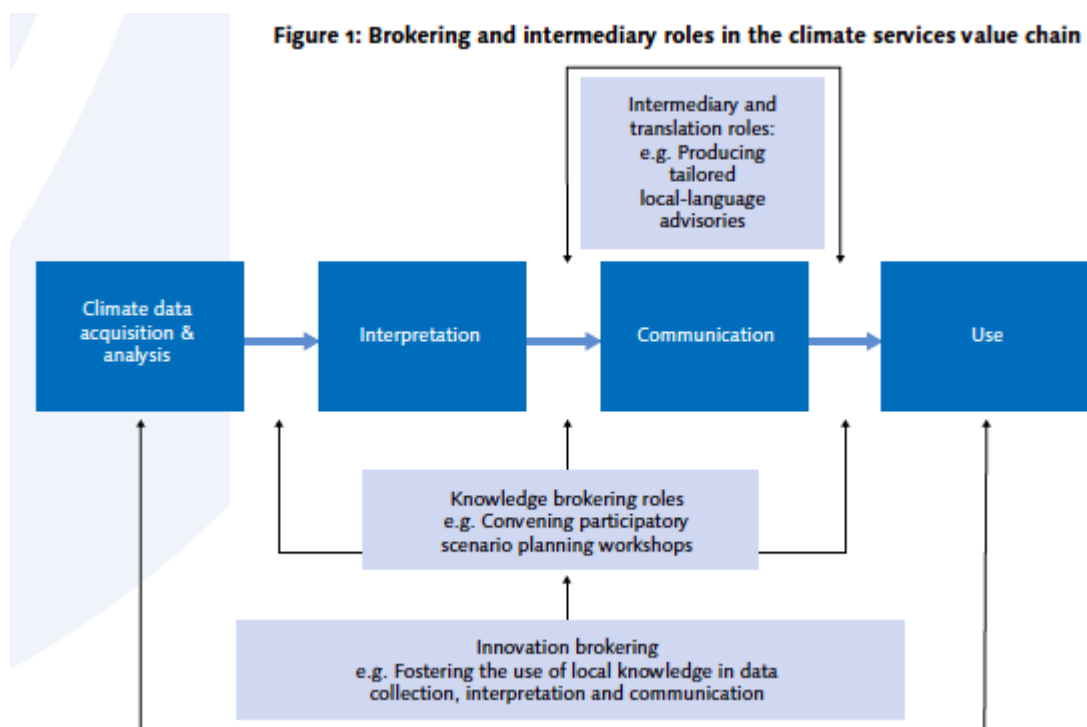 Figure 1: Brokering and intermediary roles in the climate services value chain
Intermediary and
translation roles:
e.g. Producing
tailored
local-language
advisories
Climate data
acquisition &
analysis
Interpretation
Communication
Use
Knowledge brokering roles
e.g. Convening participatory
scenario planning workshops
Innovation brokering
e.g. Fostering the use of local knowledge in data
collection, interpretation and communication